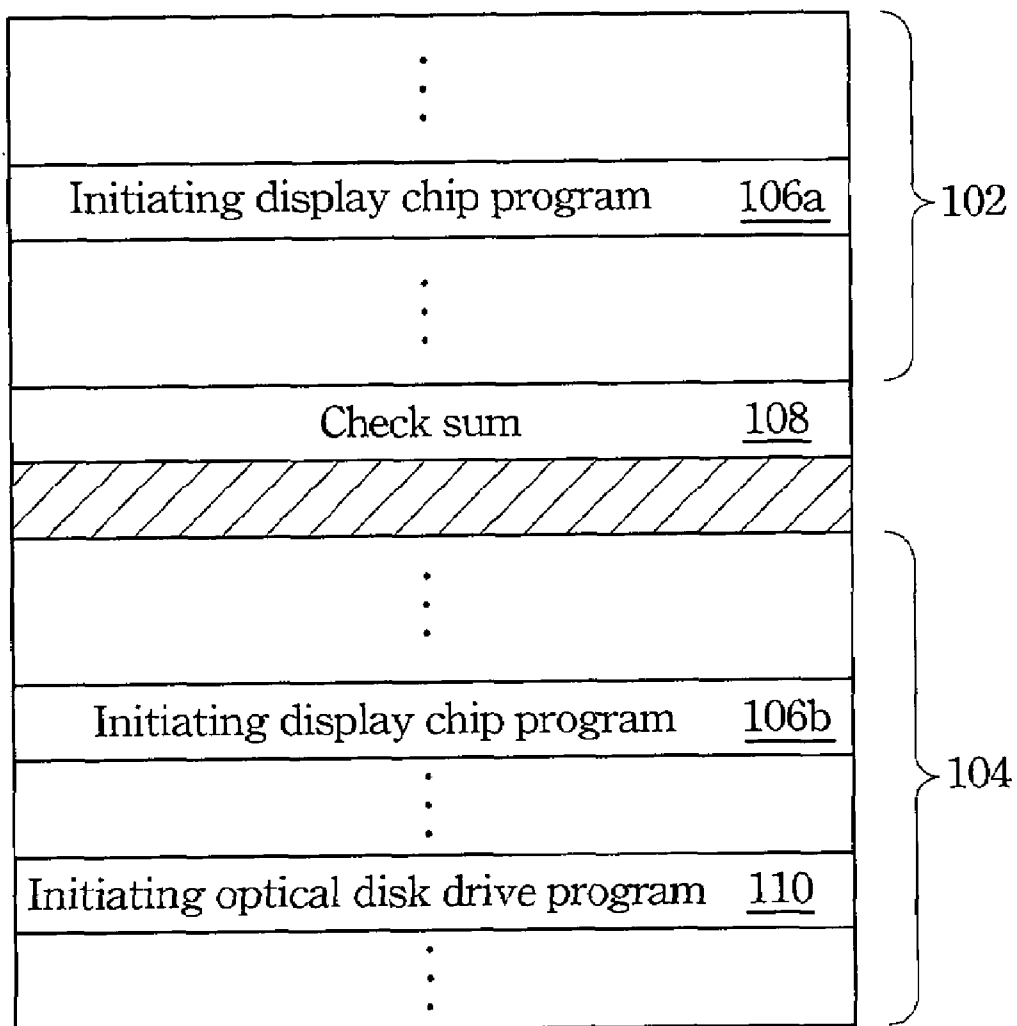 Initiating display chip program 106a
102
Check sum 108
Initiating display chip program 106b
104
Initiating optical disk drive program 110